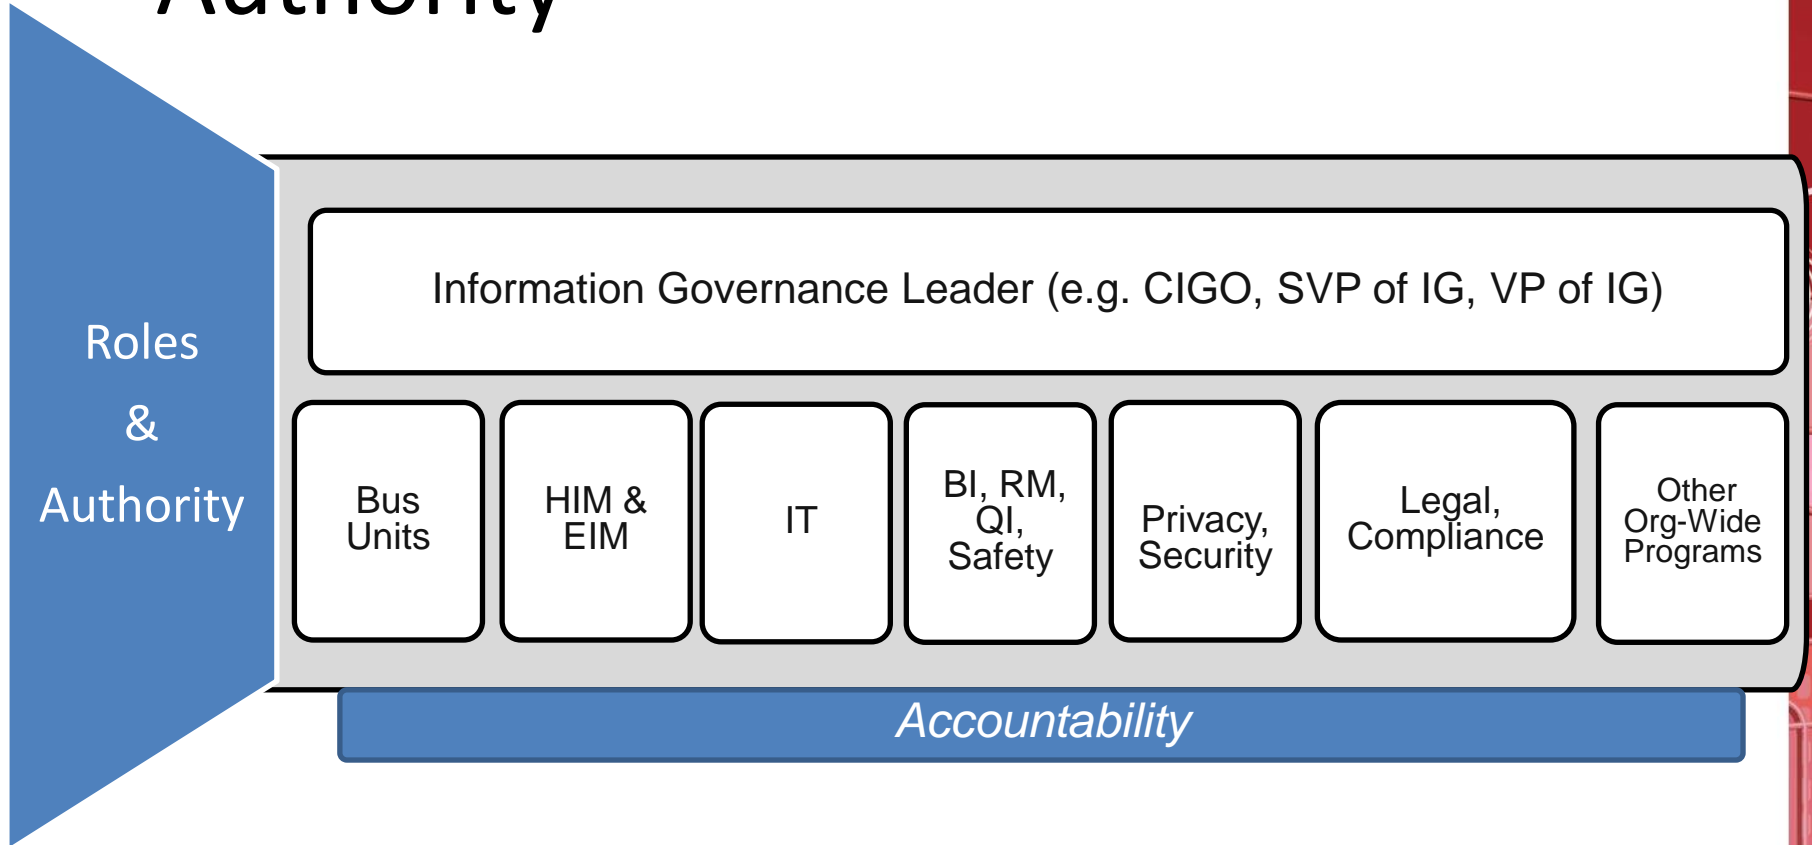 Authority
Information Governance Leader (e.g. CIGO, SVP of IG, VP of IG)
Roles
&
Authority
Bus
Units
HIM &
EIM
IT
BI, RM,
QI,
Safety
Privacy,
Security
Legal,
Compliance
Other
Org-Wide
Programs
Accountability